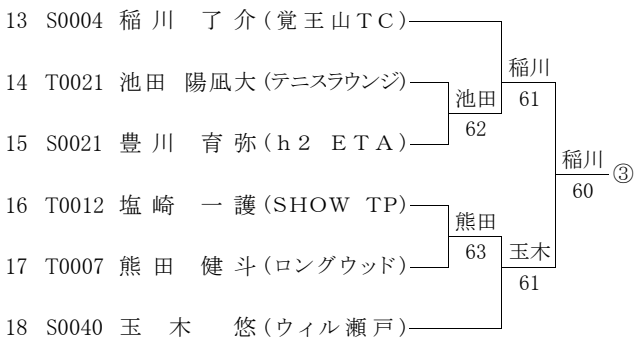 13 S0004 稲川 了介(覚王山TC)
稲川
14 T0021 池田 陽凪大(テニスラウンジ)
池田 61
62
15 S0021 豊川 育弥(h2 ETA)
稲川 ③
60
16 T0012 塩崎 一護(SHOW TP)
熊田
63 玉木
17 T0007 熊田 健斗(ロングウッド)
61
18 S0040 玉木 悠(ウィル瀬戸)